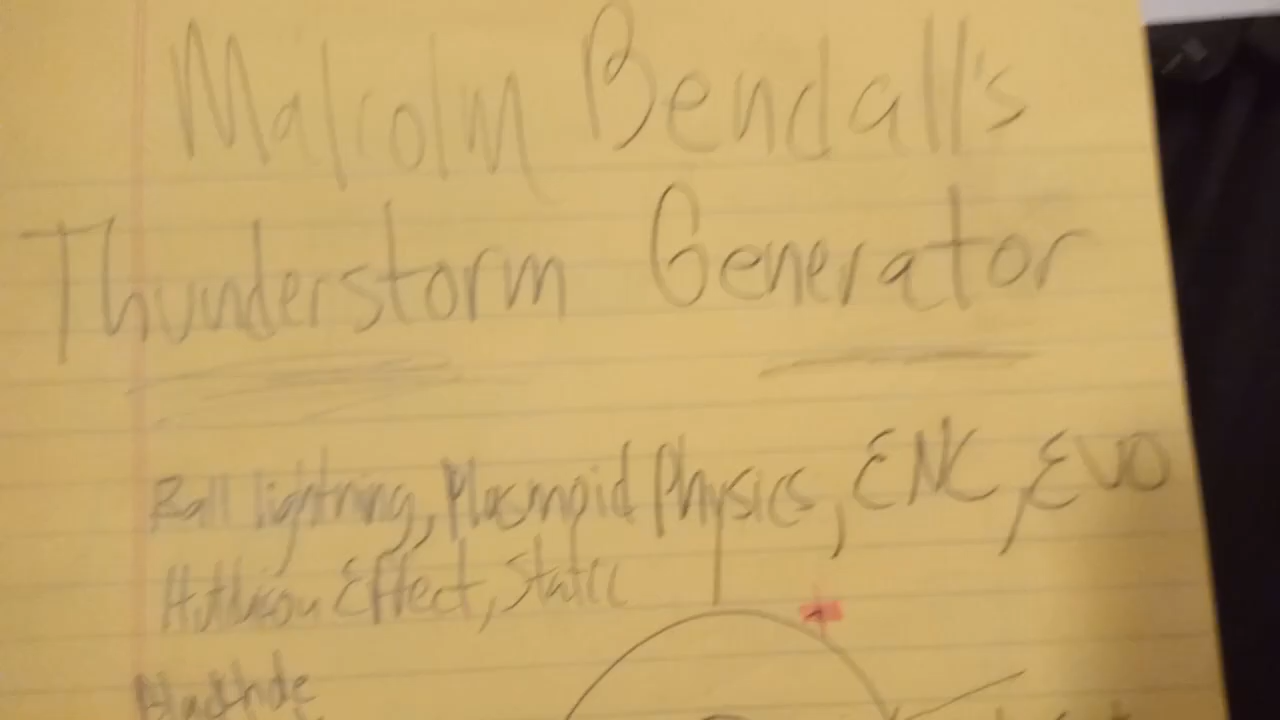 Malcolm Bendall's
Thunderstorm Generator
Ball lightning, Plasmoid Physics, ENC, EVO
Hutchison Effect, Static